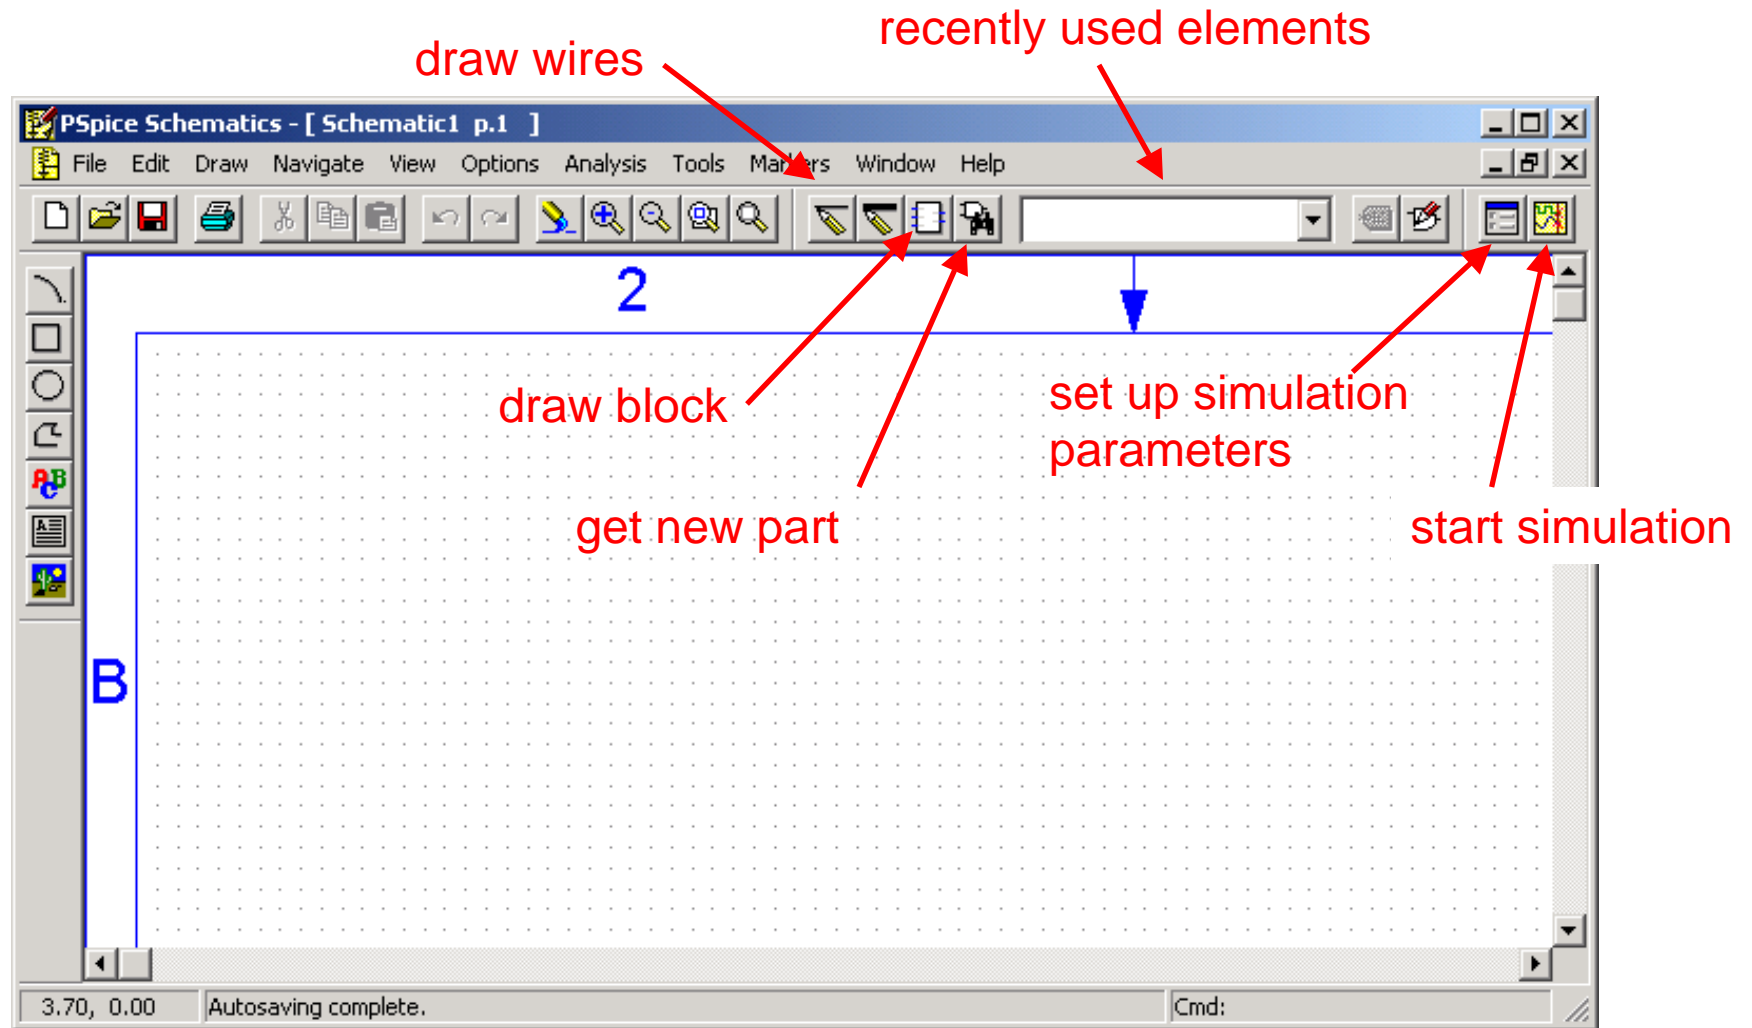 recently used elements
draw wires
PSpice Schematics - [ Schematic1 p.1 ]
File Edit Draw Navigate View Options Analysis Tools Markers Window Help
2
draw block
set up simulation
parameters
get new part
start simulation
ABC
A
B
3.70, 0.00 Autosaving complete. Cmd: